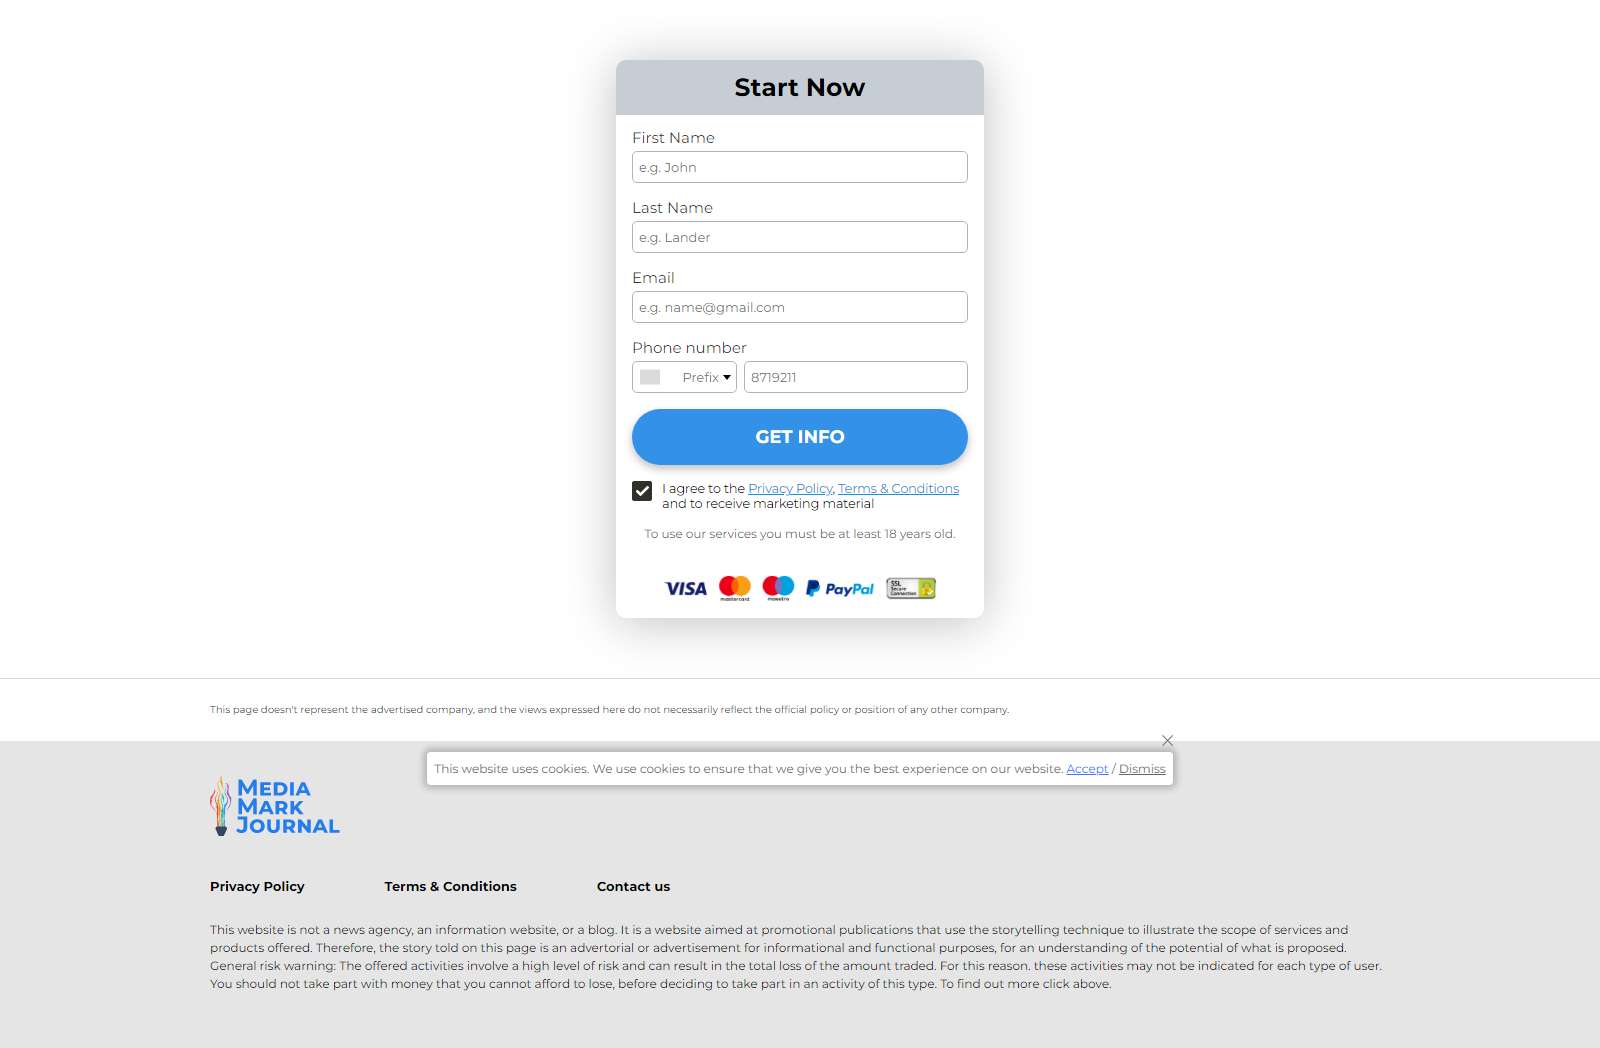 Start Now
First Name
e.g. John
Last Name
e.g. Lander
Email
e.g. name@gmail.com
Phone number
Prefix 8719211
GET INFO
I agree to the Privacy Policy, Terms & Conditions
and to receive marketing material
To use our services you must be at least 18 years old.
VISA mastercard maestro PayPal SSL Secure Connection
This page doesn't represent the advertised company, and the views expressed here do not necessarily reflect the official policy or position of any other company.
This website uses cookies. We use cookies to ensure that we give you the best experience on our website. Accept / Dismiss
MEDIA
MARK
JOURNAL
Privacy Policy Terms & Conditions Contact us
This website is not a news agency, an information website, or a blog. It is a website aimed at promotional publications that use the storytelling technique to illustrate the scope of services and
products offered. Therefore, the story told on this page is an advertorial or advertisement for informational and functional purposes, for an understanding of the potential of what is proposed.
General risk warning: The offered activities involve a high level of risk and can result in the total loss of the amount traded. For this reason. these activities may not be indicated for each type of user.
You should not take part with money that you cannot afford to lose, before deciding to take part in an activity of this type. To find out more click above.